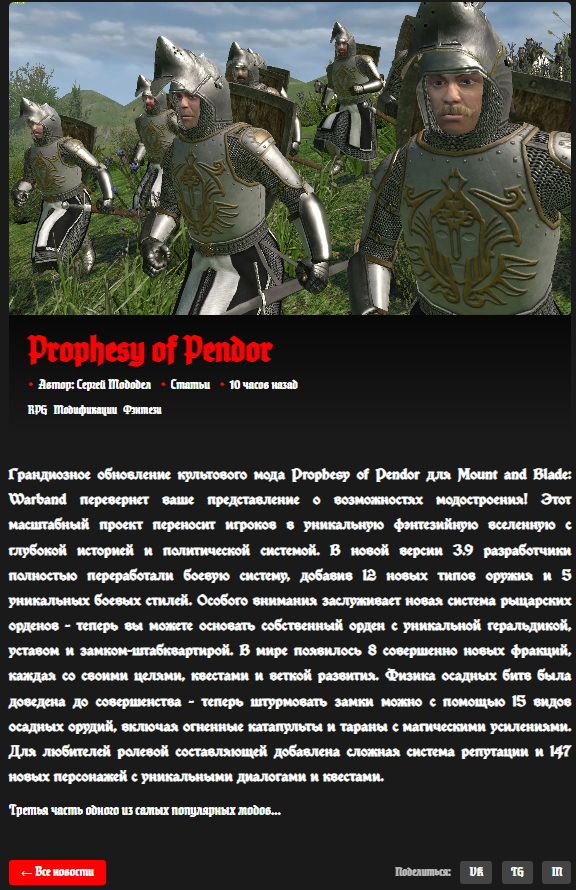 Prophesy of Pendor
• Автор: Сергей Мододел • Статьи • 10 часов назад
RPG Модификации Фэнтези
Грандиозное обновление культового мода Prophesy of Pendor для Mount and Blade:
Warband перевернет ваше представление о возможностях модостроения! Этот
масштабный проект переносит игроков в уникальную фэнтезийную вселенную с
глубокой историей и политической системой. В новой версии 3.9 разработчики
полностью переработали боевую систему, добавив 12 новых типов оружия и 5
уникальных боевых стилей. Особого внимания заслуживает новая система рыцарских
орденов - теперь вы можете основать собственный орден с уникальной геральдикой,
уставом и замком-штабквартирой. В мире появилось 8 совершенно новых фракций,
каждая со своими целями, квестами и веткой развития. Физика осадных битв была
доведена до совершенства - теперь штурмовать замки можно с помощью 15 видов
осадных орудий, включая огненные катапульты и тараны с магическими усилениями.
Для любителей ролевой составляющей добавлена сложная система репутации и 147
новых персонажей с уникальными диалогами и квестами.
Третья часть одного из самых популярных модов...
← Все новости Поделиться: VK TG IN